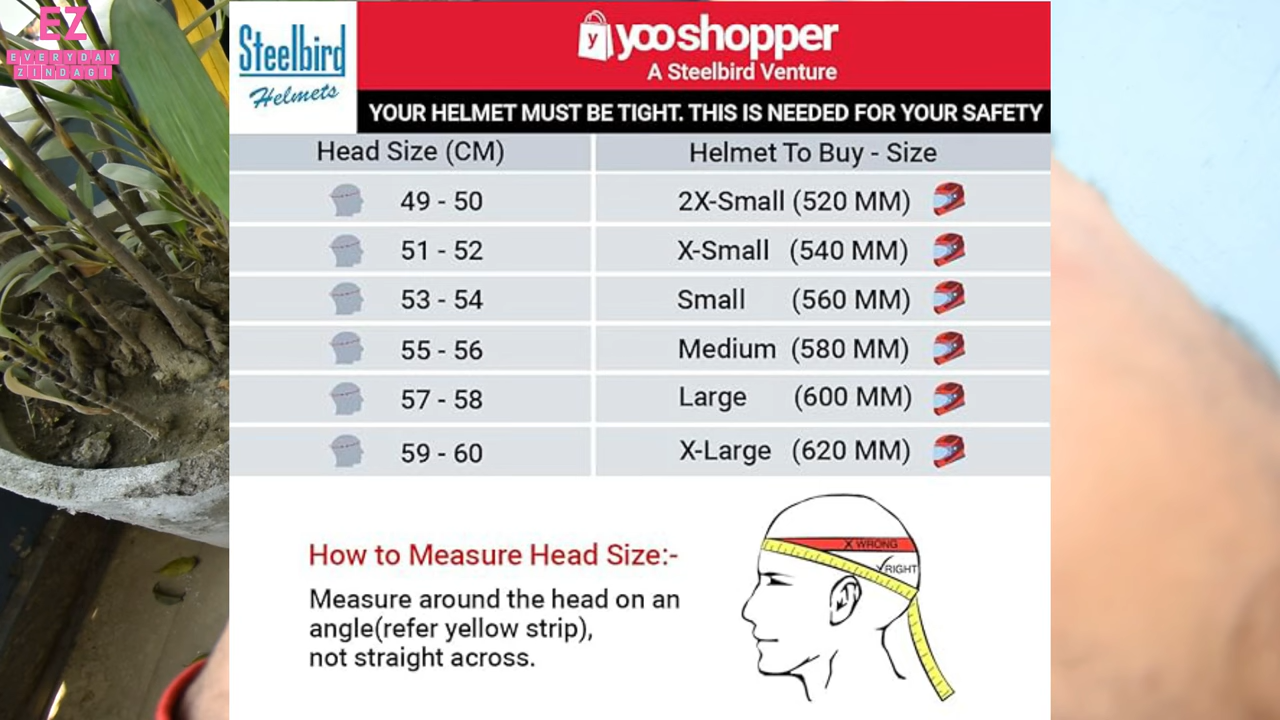 EZ
EVERYDAY
ZINDAGI
Steelbird
Helmets
yooshopper
A Steelbird Venture
YOUR HELMET MUST BE TIGHT. THIS IS NEEDED FOR YOUR SAFETY
Head Size (CM) Helmet To Buy - Size
49 - 50 2X-Small (520 MM)
51 - 52 X-Small (540 MM)
53 - 54 Small (560 MM)
55 - 56 Medium (580 MM)
57 - 58 Large (600 MM)
59 - 60 X-Large (620 MM)
How to Measure Head Size:-
Measure around the head on an
angle(refer yellow strip),
not straight across.
X WRONG
✓RIGHT